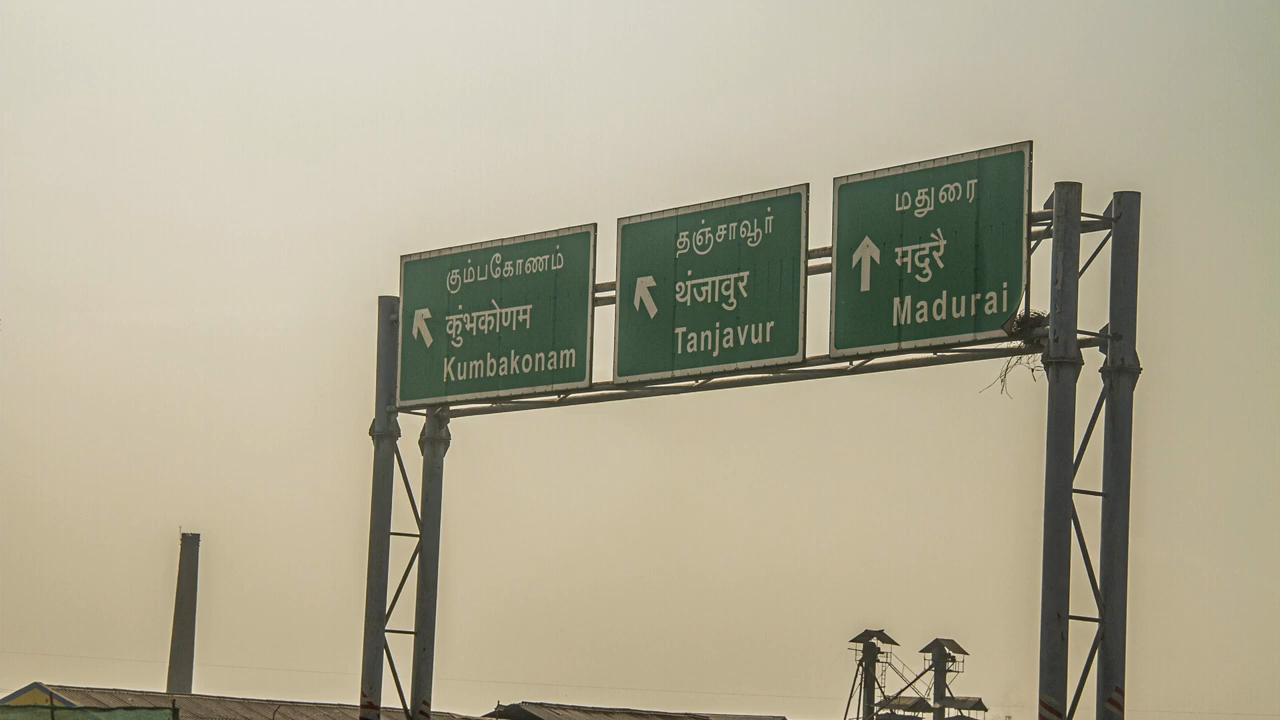 கும்பகோணம்
कुंभकोणम
Kumbakonam
தஞ்சாவூர்
थंजावुर
Tanjavur
மதுரை
मदुरै
Madurai